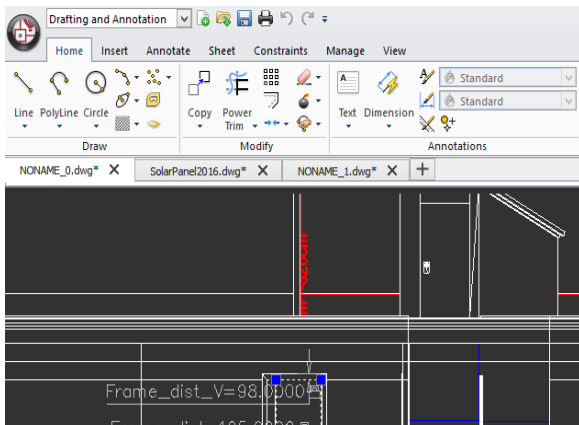 Drafting and Annotation
Home Insert Annotate Sheet Constraints Manage View
Line PolyLine Circle
Copy Power Trim
Text Dimension
Standard
Standard
Draw Modify Annotations
NONAME_0.dwg* SolarPanel2016.dwg* NONAME_1.dwg*
Frame_dist_V=98.0000